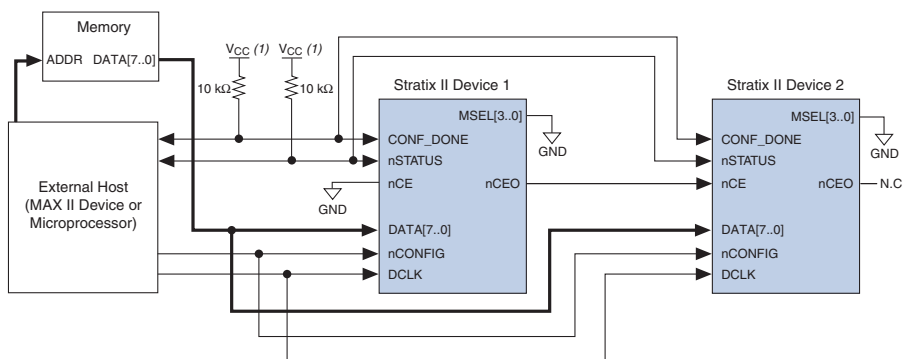 Memory
ADDR DATA[7..0]
VCC (1)
VCC (1)
10 kΩ
10 kΩ
Stratix II Device 1
Stratix II Device 2
External Host
(MAX II Device or
Microprocessor)
MSEL[3..0]
CONF_DONE
nSTATUS
nCE
nCEO
DATA[7..0]
nCONFIG
DCLK
GND
GND
MSEL[3..0]
CONF_DONE
nSTATUS
nCE
nCEO
DATA[7..0]
nCONFIG
DCLK
GND
N.C